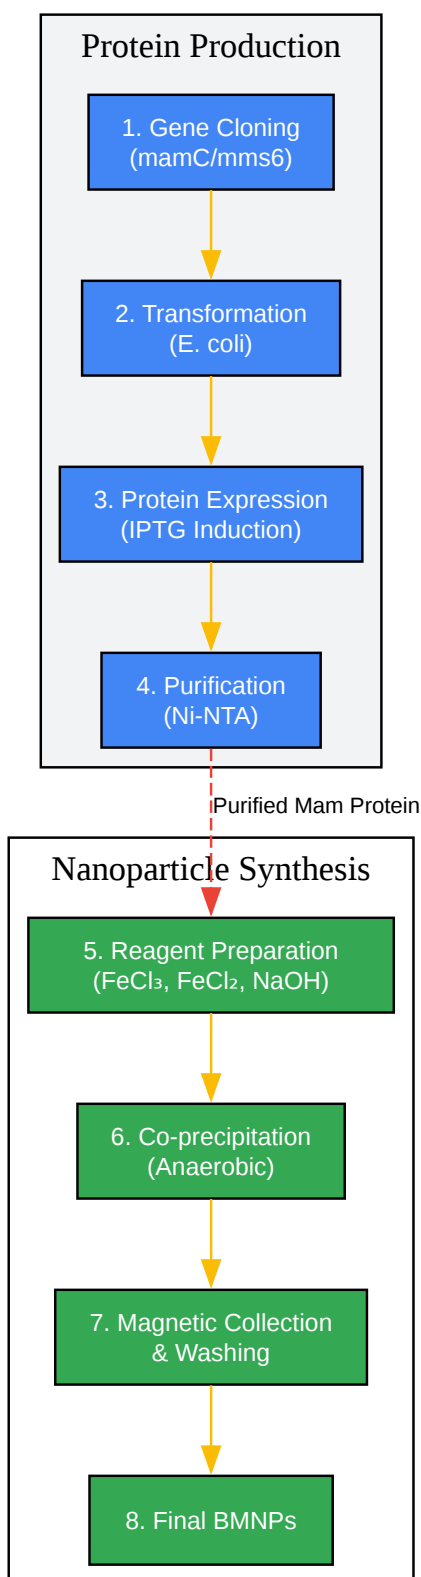 Protein Production
1. Gene Cloning
(mamC/mms6)
2. Transformation
(E. coli)
3. Protein Expression
(IPTG Induction)
4. Purification
(Ni-NTA)
Purified Mam Protein
Nanoparticle Synthesis
5. Reagent Preparation
(FeCl₃, FeCl₂, NaOH)
6. Co-precipitation
(Anaerobic)
7. Magnetic Collection
& Washing
8. Final BMNPs